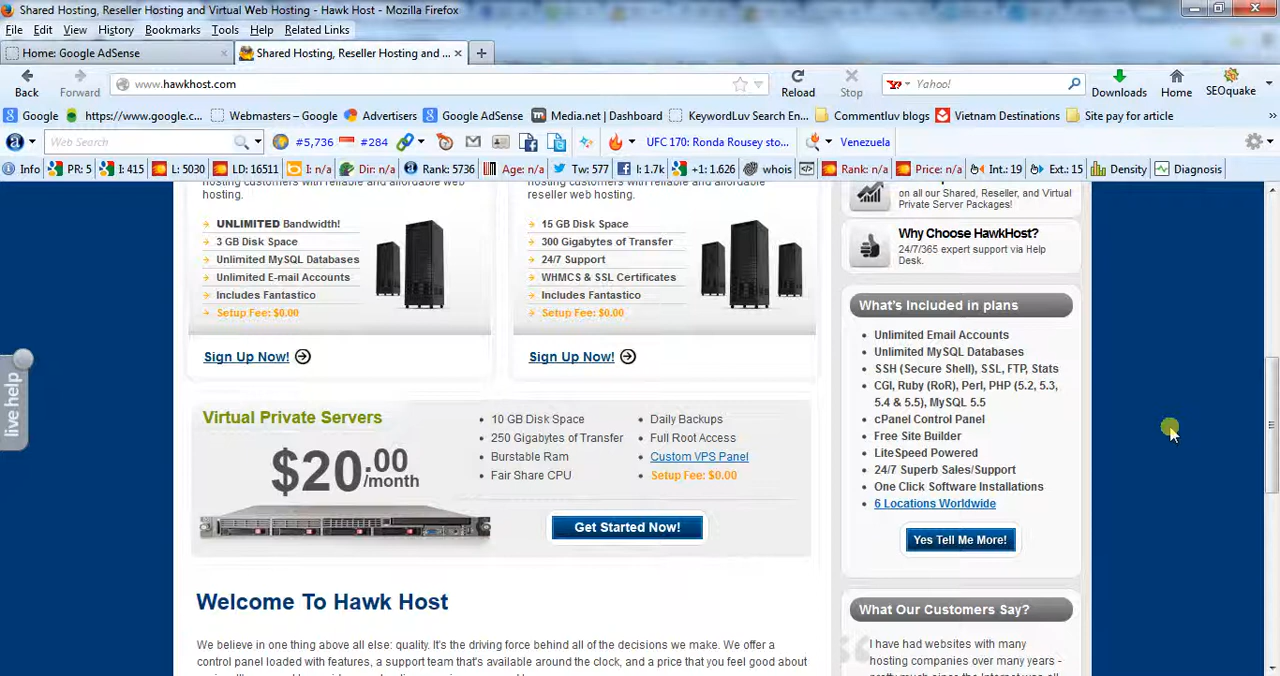 Shared Hosting, Reseller Hosting and Virtual Web Hosting - Hawk Host - Mozilla Firefox
File Edit View History Bookmarks Tools Help Related Links
Home: Google AdSense × Shared Hosting, Reseller Hosting and ... × +
Back Forward www.hawkhost.com Reload Stop Yahoo! Downloads Home SEOquake
Google https://www.google.c... Webmasters – Google Advertisers Google AdSense Media.net | Dashboard KeywordLuv Search En... Commentluv blogs Vietnam Destinations Site pay for article »
a Web Search #5,736 #284 UFC 170: Ronda Rousey sto... Venezuela
Info PR: 5 I: 415 L: 5030 LD: 16511 I: n/a Dir: n/a Rank: 5736 Age: n/a Tw: 577 l: 1.7k +1: 1.626 whois Rank: n/a Price: n/a Int.: 19 Ext.: 15 Density Diagnosis
hosting customers with reliable and affordable web
hosting.
UNLIMITED Bandwidth!
3 GB Disk Space
Unlimited MySQL Databases
Unlimited E-mail Accounts
Includes Fantastico
Setup Fee: $0.00
Sign Up Now!
hosting customers with reliable and affordable
reseller web hosting.
15 GB Disk Space
300 Gigabytes of Transfer
24/7 Support
WHMCS & SSL Certificates
Includes Fantastico
Setup Fee: $0.00
Sign Up Now!
on all our Shared, Reseller, and Virtual
Private Server Packages!
Why Choose HawkHost?
24/7/365 expert support via Help
Desk.
What's Included in plans
Unlimited Email Accounts
Unlimited MySQL Databases
SSH (Secure Shell), SSL, FTP, Stats
CGI, Ruby (RoR), Perl, PHP (5.2, 5.3,
5.4 & 5.5), MySQL 5.5
cPanel Control Panel
Free Site Builder
LiteSpeed Powered
24/7 Superb Sales/Support
One Click Software Installations
6 Locations Worldwide
Yes Tell Me More!
live help
Virtual Private Servers
$20.00
/month
10 GB Disk Space
250 Gigabytes of Transfer
Burstable Ram
Fair Share CPU
Daily Backups
Full Root Access
Custom VPS Panel
Setup Fee: $0.00
Get Started Now!
Welcome To Hawk Host
We believe in one thing above all else: quality. It's the driving force behind all of the decisions we make. We offer a
control panel loaded with features, a support team that's available around the clock, and a price that you feel good about
What Our Customers Say?
I have had websites with many
hosting companies over many years -